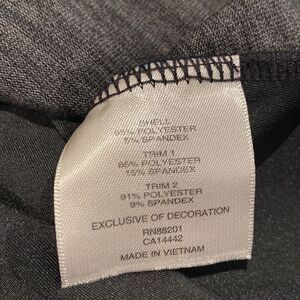 SHELL
95% POLYESTER
5% SPANDEX
TRIM 1
85% POLYESTER
15% SPANDEX
TRIM 2
91% POLYESTER
9% SPANDEX
EXCLUSIVE OF DECORATION
RN88201
CA14442
MADE IN VIETNAM